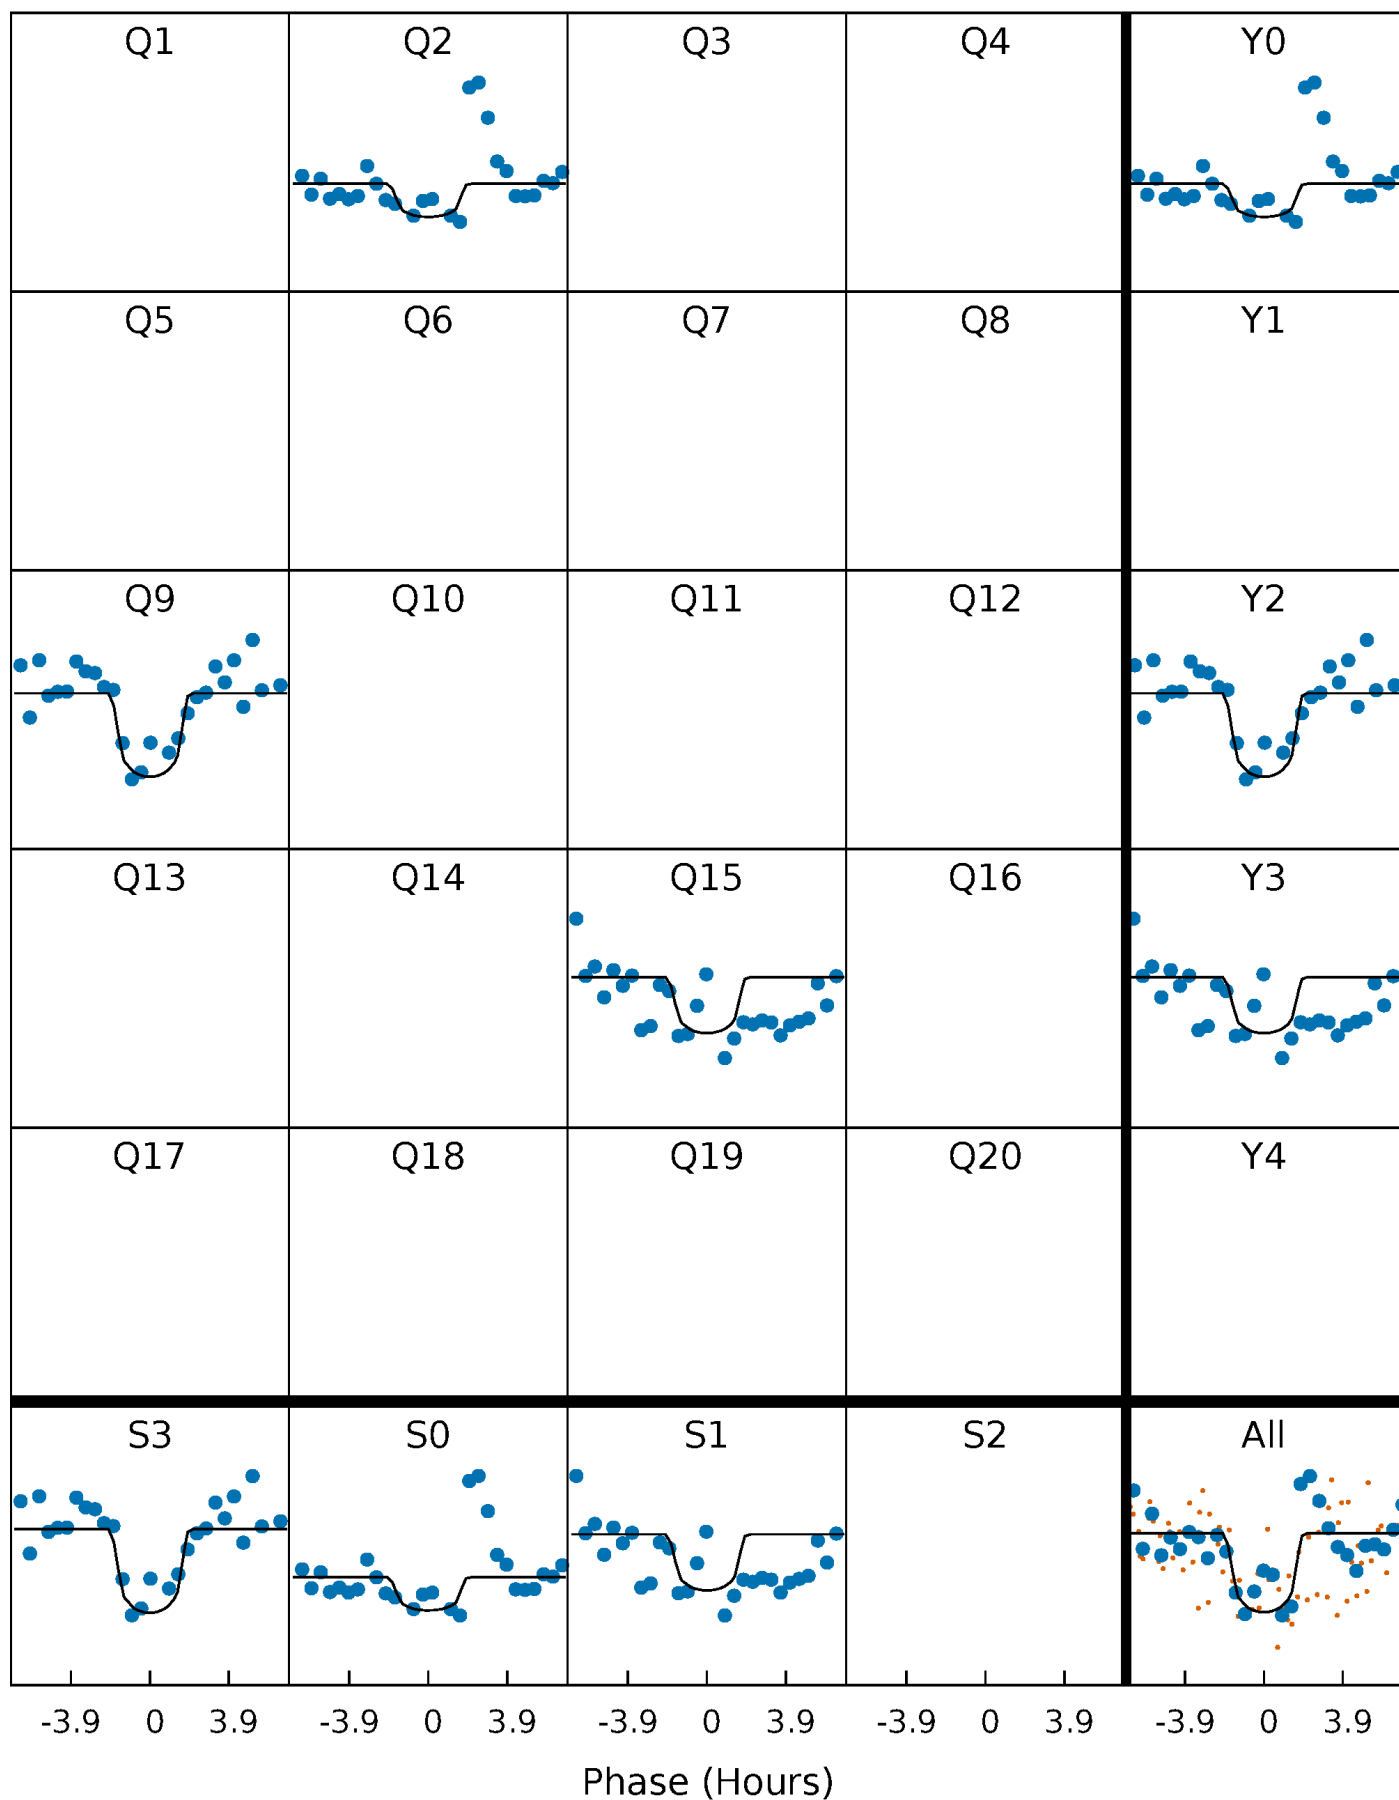 Q1 Q2 Q3 Q4 Y0
Q5 Q6 Q7 Q8 Y1
Q9 Q10 Q11 Q12 Y2
Q13 Q14 Q15 Q16 Y3
Q17 Q18 Q19 Q20 Y4
S3 S0 S1 S2 All
-3.9 0 3.9 -3.9 0 3.9 -3.9 0 3.9 -3.9 0 3.9 -3.9 0 3.9
Phase (Hours)